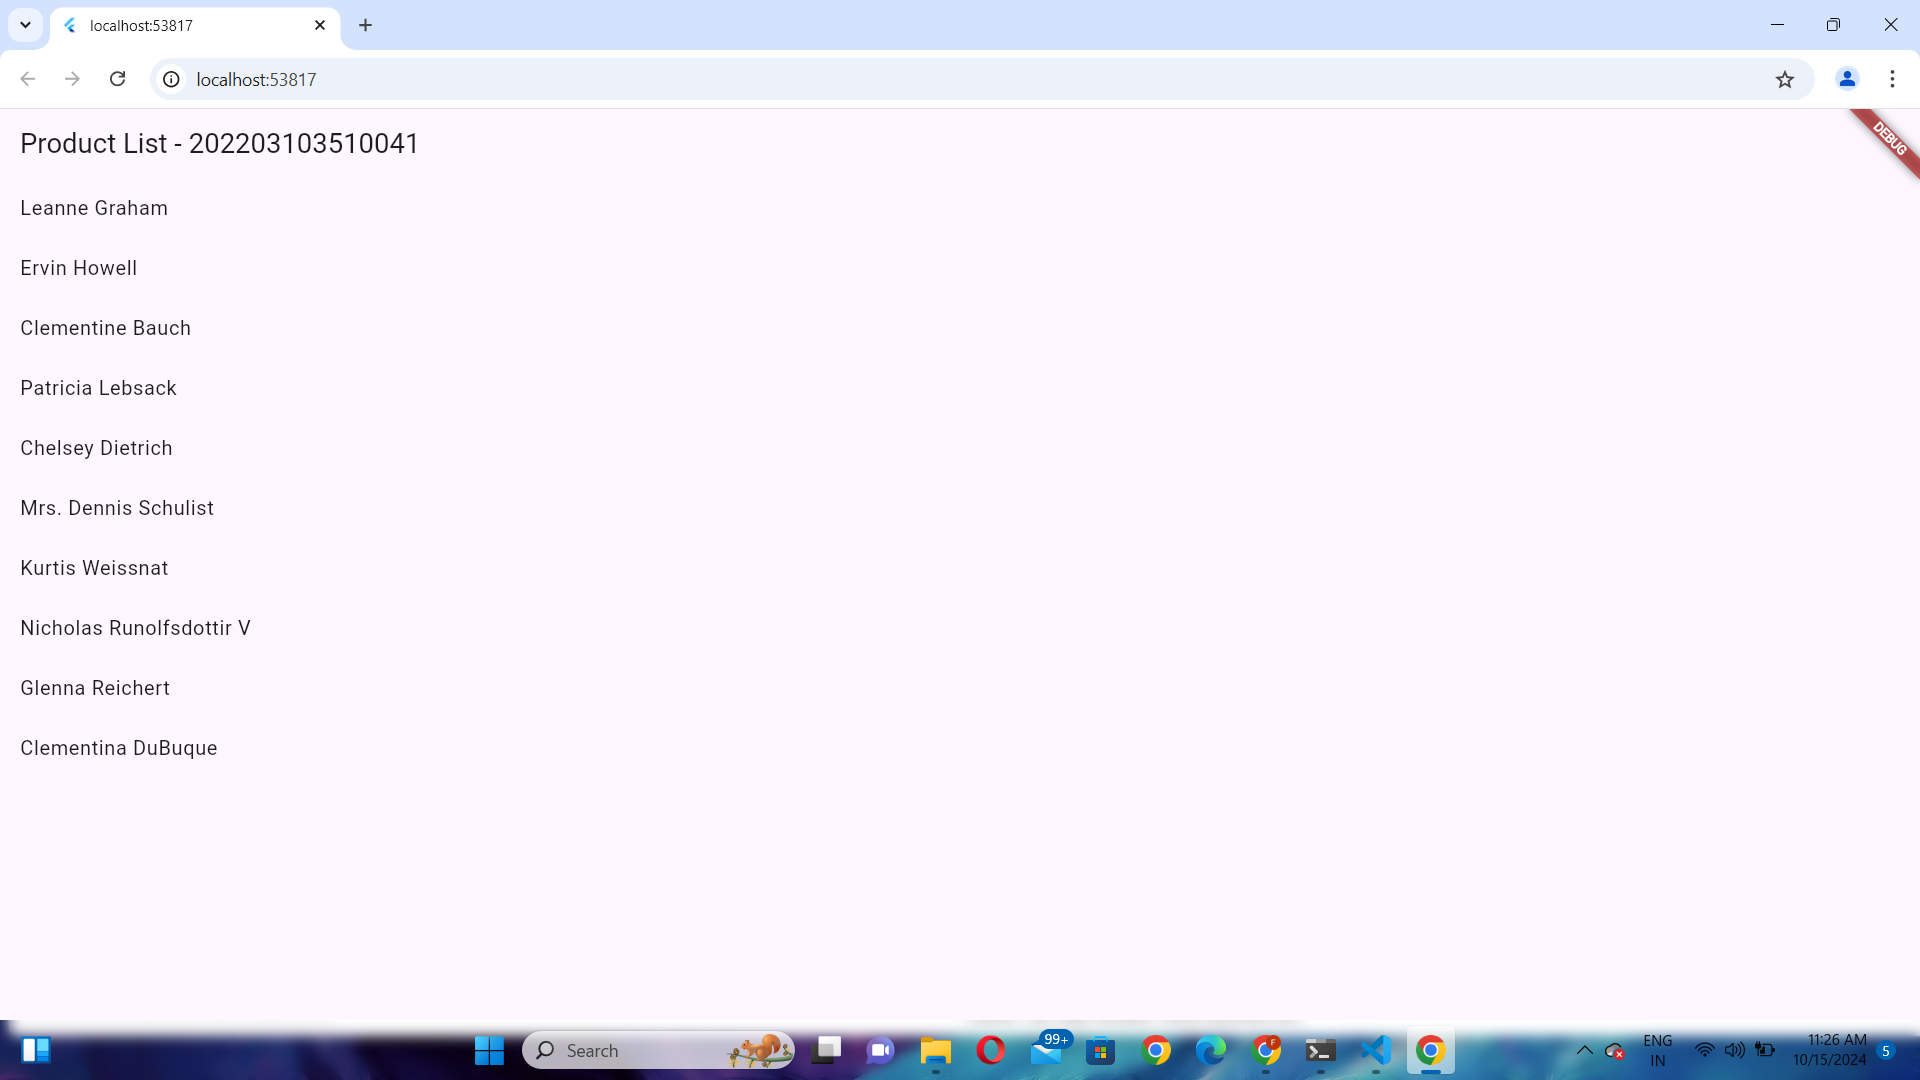 localhost:53817
localhost:53817
Product List - 202203103510041
DEBUG
Leanne Graham
Ervin Howell
Clementine Bauch
Patricia Lebsack
Chelsey Dietrich
Mrs. Dennis Schulist
Kurtis Weissnat
Nicholas Runolfsdottir V
Glenna Reichert
Clementina DuBuque
Search
99+
F
ENG
IN
11:26 AM
10/15/2024
5